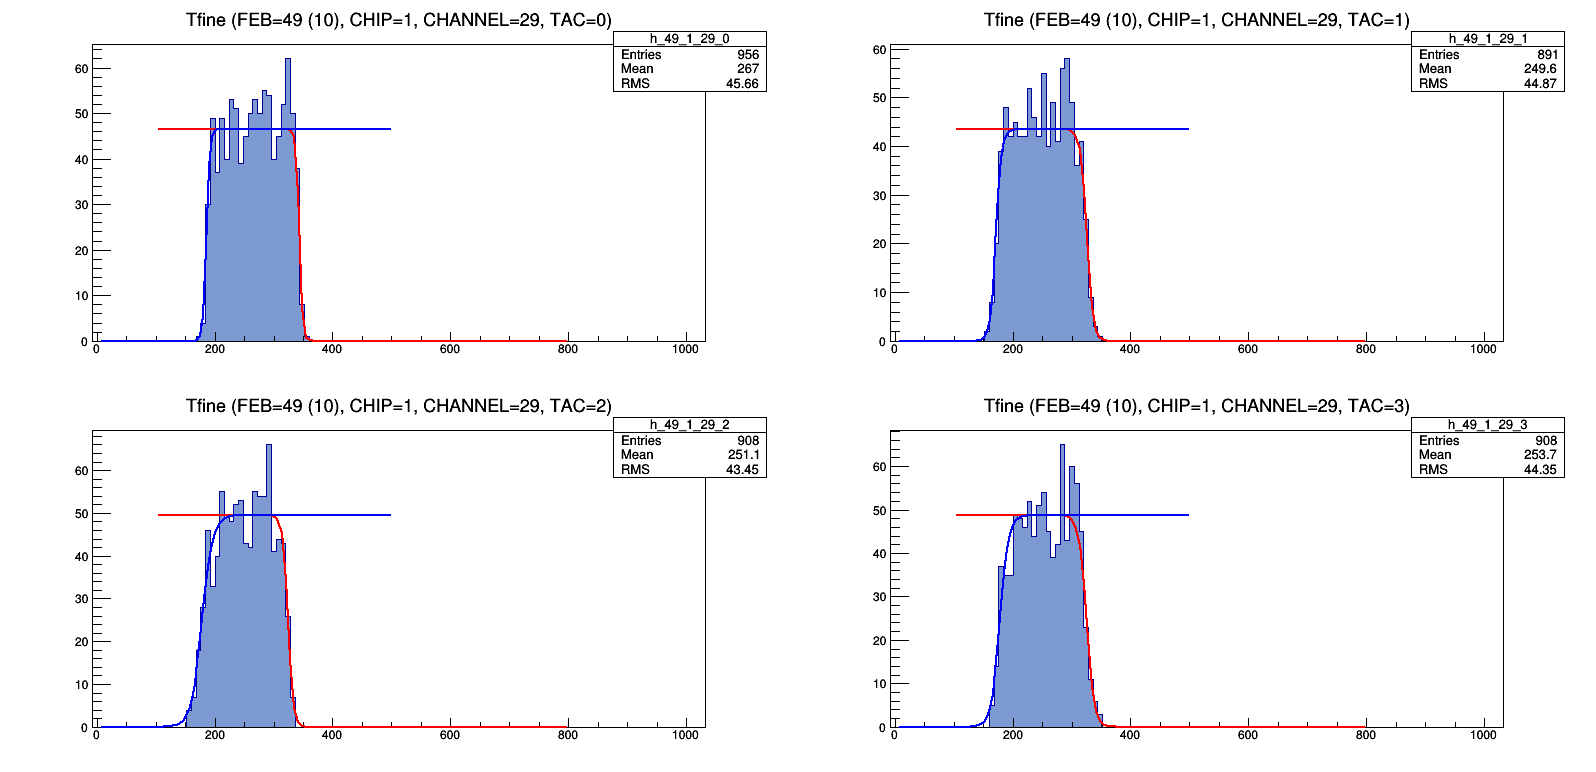 Tfine (FEB=49 (10), CHIP=1, CHANNEL=29, TAC=0)
h_49_1_29_0
Entries 956
Mean 267
RMS 45.66
60
50
40
30
20
10
0
0 200 400 600 800 1000
Tfine (FEB=49 (10), CHIP=1, CHANNEL=29, TAC=1)
h_49_1_29_1
Entries 891
Mean 249.6
RMS 44.87
60
50
40
30
20
10
0
0 200 400 600 800 1000
Tfine (FEB=49 (10), CHIP=1, CHANNEL=29, TAC=2)
h_49_1_29_2
Entries 908
Mean 251.1
RMS 43.45
60
50
40
30
20
10
0
0 200 400 600 800 1000
Tfine (FEB=49 (10), CHIP=1, CHANNEL=29, TAC=3)
h_49_1_29_3
Entries 908
Mean 253.7
RMS 44.35
60
50
40
30
20
10
0
0 200 400 600 800 1000